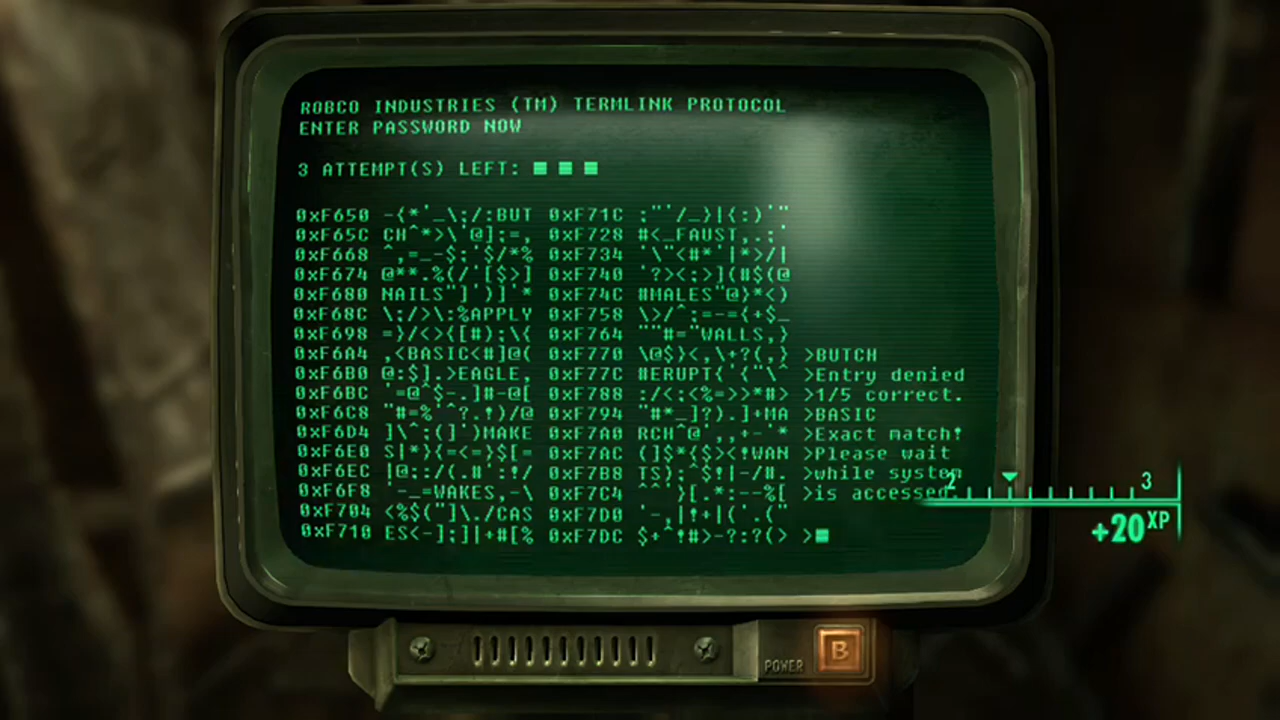 ROBCO INDUSTRIES (TM) TERMLINK PROTOCOL
ENTER PASSWORD NOW
3 ATTEMPT(S) LEFT: ■ ■ ■
0xF650 -{*'_\;/:BUT 0xF71C ;"'/_}|{:)'"
0xF65C CH^*>\'@];=, 0xF728 #<_FAUST,.;'
0xF668 ^,=_-$;'$/*% 0xF734 '\"<#*'|*>/|
0xF674 @**.%(/'[$>] 0xF740 '?><:>](#$(@
0xF680 NAILS"]')]'* 0xF74C #MALES"@}*<)
0xF68C \;/>\:%APPLY 0xF758 \>/^;=-={+$_
0xF698 =}/<>{[#);\{ 0xF764 ""#="WALLS,}
0xF6A4 ,<BASIC<#]@( 0xF770 \@$}<,\+?(,} >BUTCH
0xF6B0 @:$].>EAGLE, 0xF77C #ERUPT{'{"\^ >Entry denied
0xF6BC '=@^$-.]#-@[ 0xF788 :/<;<%=>>*#> >1/5 correct.
0xF6C8 "#=%'^?.!)/@ 0xF794 "#*_]?).]+MA >BASIC
0xF6D4 ]\^;(]')MAKE 0xF7A0 RCH^@',,+-'* >Exact match!
0xF6E0 S|*}{=<=}$[= 0xF7AC (]$*{$><!WAN >Please wait
0xF6EC |@::/(.#';!/ 0xF7B8 TS);^$!|-/#. >while system
0xF6F8 '-_=WAKES,-\ 0xF7C4 ^^'}[.*:--%[ >is accessed.
0xF704 <%$("]\./CAS 0xF7D0 '-,|!+|('.("
0xF710 ES<-];]|+#[% 0xF7DC $+^!#>-?:?(> >■
2 3
+20 XP
POWER B